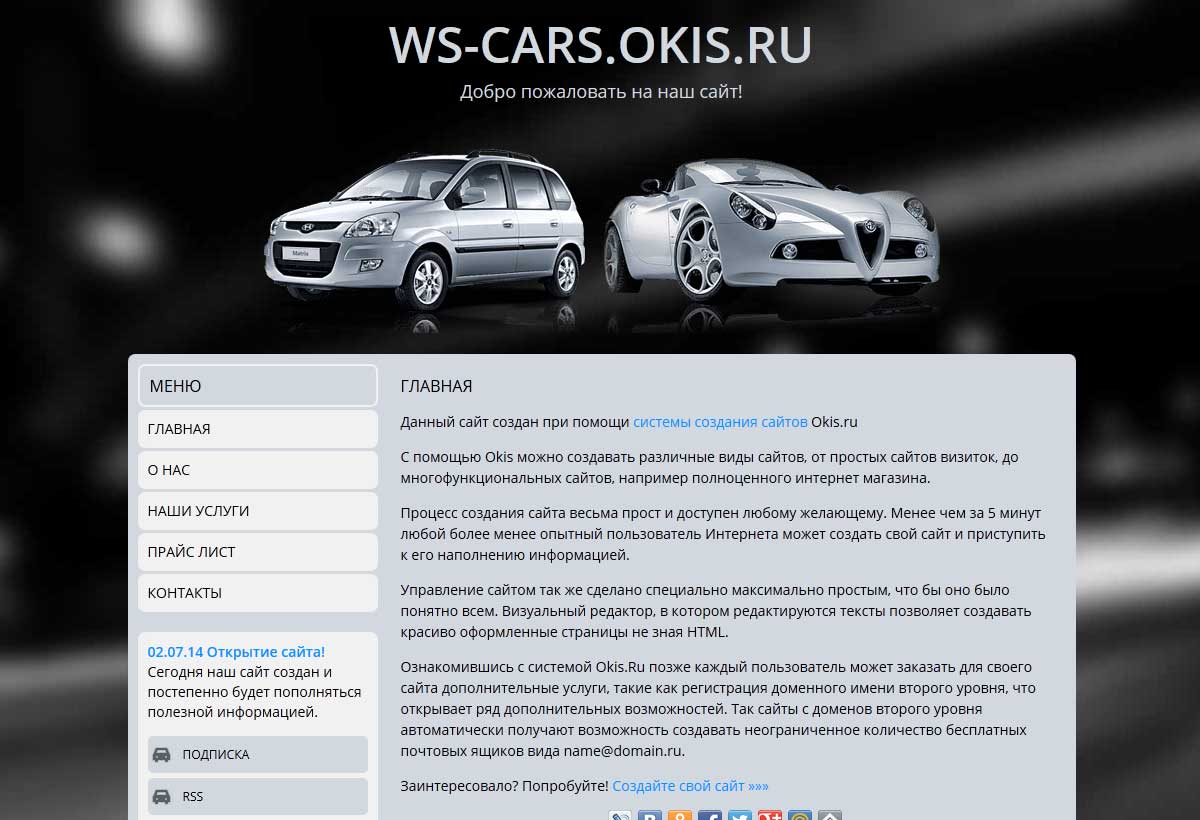 WS-CARS.OKIS.RU
Добро пожаловать на наш сайт!
Matrix
МЕНЮ
ГЛАВНАЯ
О НАС
НАШИ УСЛУГИ
ПРАЙС ЛИСТ
КОНТАКТЫ
02.07.14 Открытие сайта!
Сегодня наш сайт создан и
постепенно будет пополняться
полезной информацией.
ПОДПИСКА
RSS
ГЛАВНАЯ
Данный сайт создан при помощи системы создания сайтов Okis.ru
С помощью Okis можно создавать различные виды сайтов, от простых сайтов визиток, до
многофункциональных сайтов, например полноценного интернет магазина.
Процесс создания сайта весьма прост и доступен любому желающему. Менее чем за 5 минут
любой более менее опытный пользователь Интернета может создать свой сайт и приступить
к его наполнению информацией.
Управление сайтом так же сделано специально максимально простым, что бы оно было
понятно всем. Визуальный редактор, в котором редактируются тексты позволяет создавать
красиво оформленные страницы не зная HTML.
Ознакомившись с системой Okis.Ru позже каждый пользователь может заказать для своего
сайта дополнительные услуги, такие как регистрация доменного имени второго уровня, что
открывает ряд дополнительных возможностей. Так сайты с доменов второго уровня
автоматически получают возможность создавать неограниченное количество бесплатных
почтовых ящиков вида name@domain.ru.
Заинтересовало? Попробуйте! Создайте свой сайт »»»